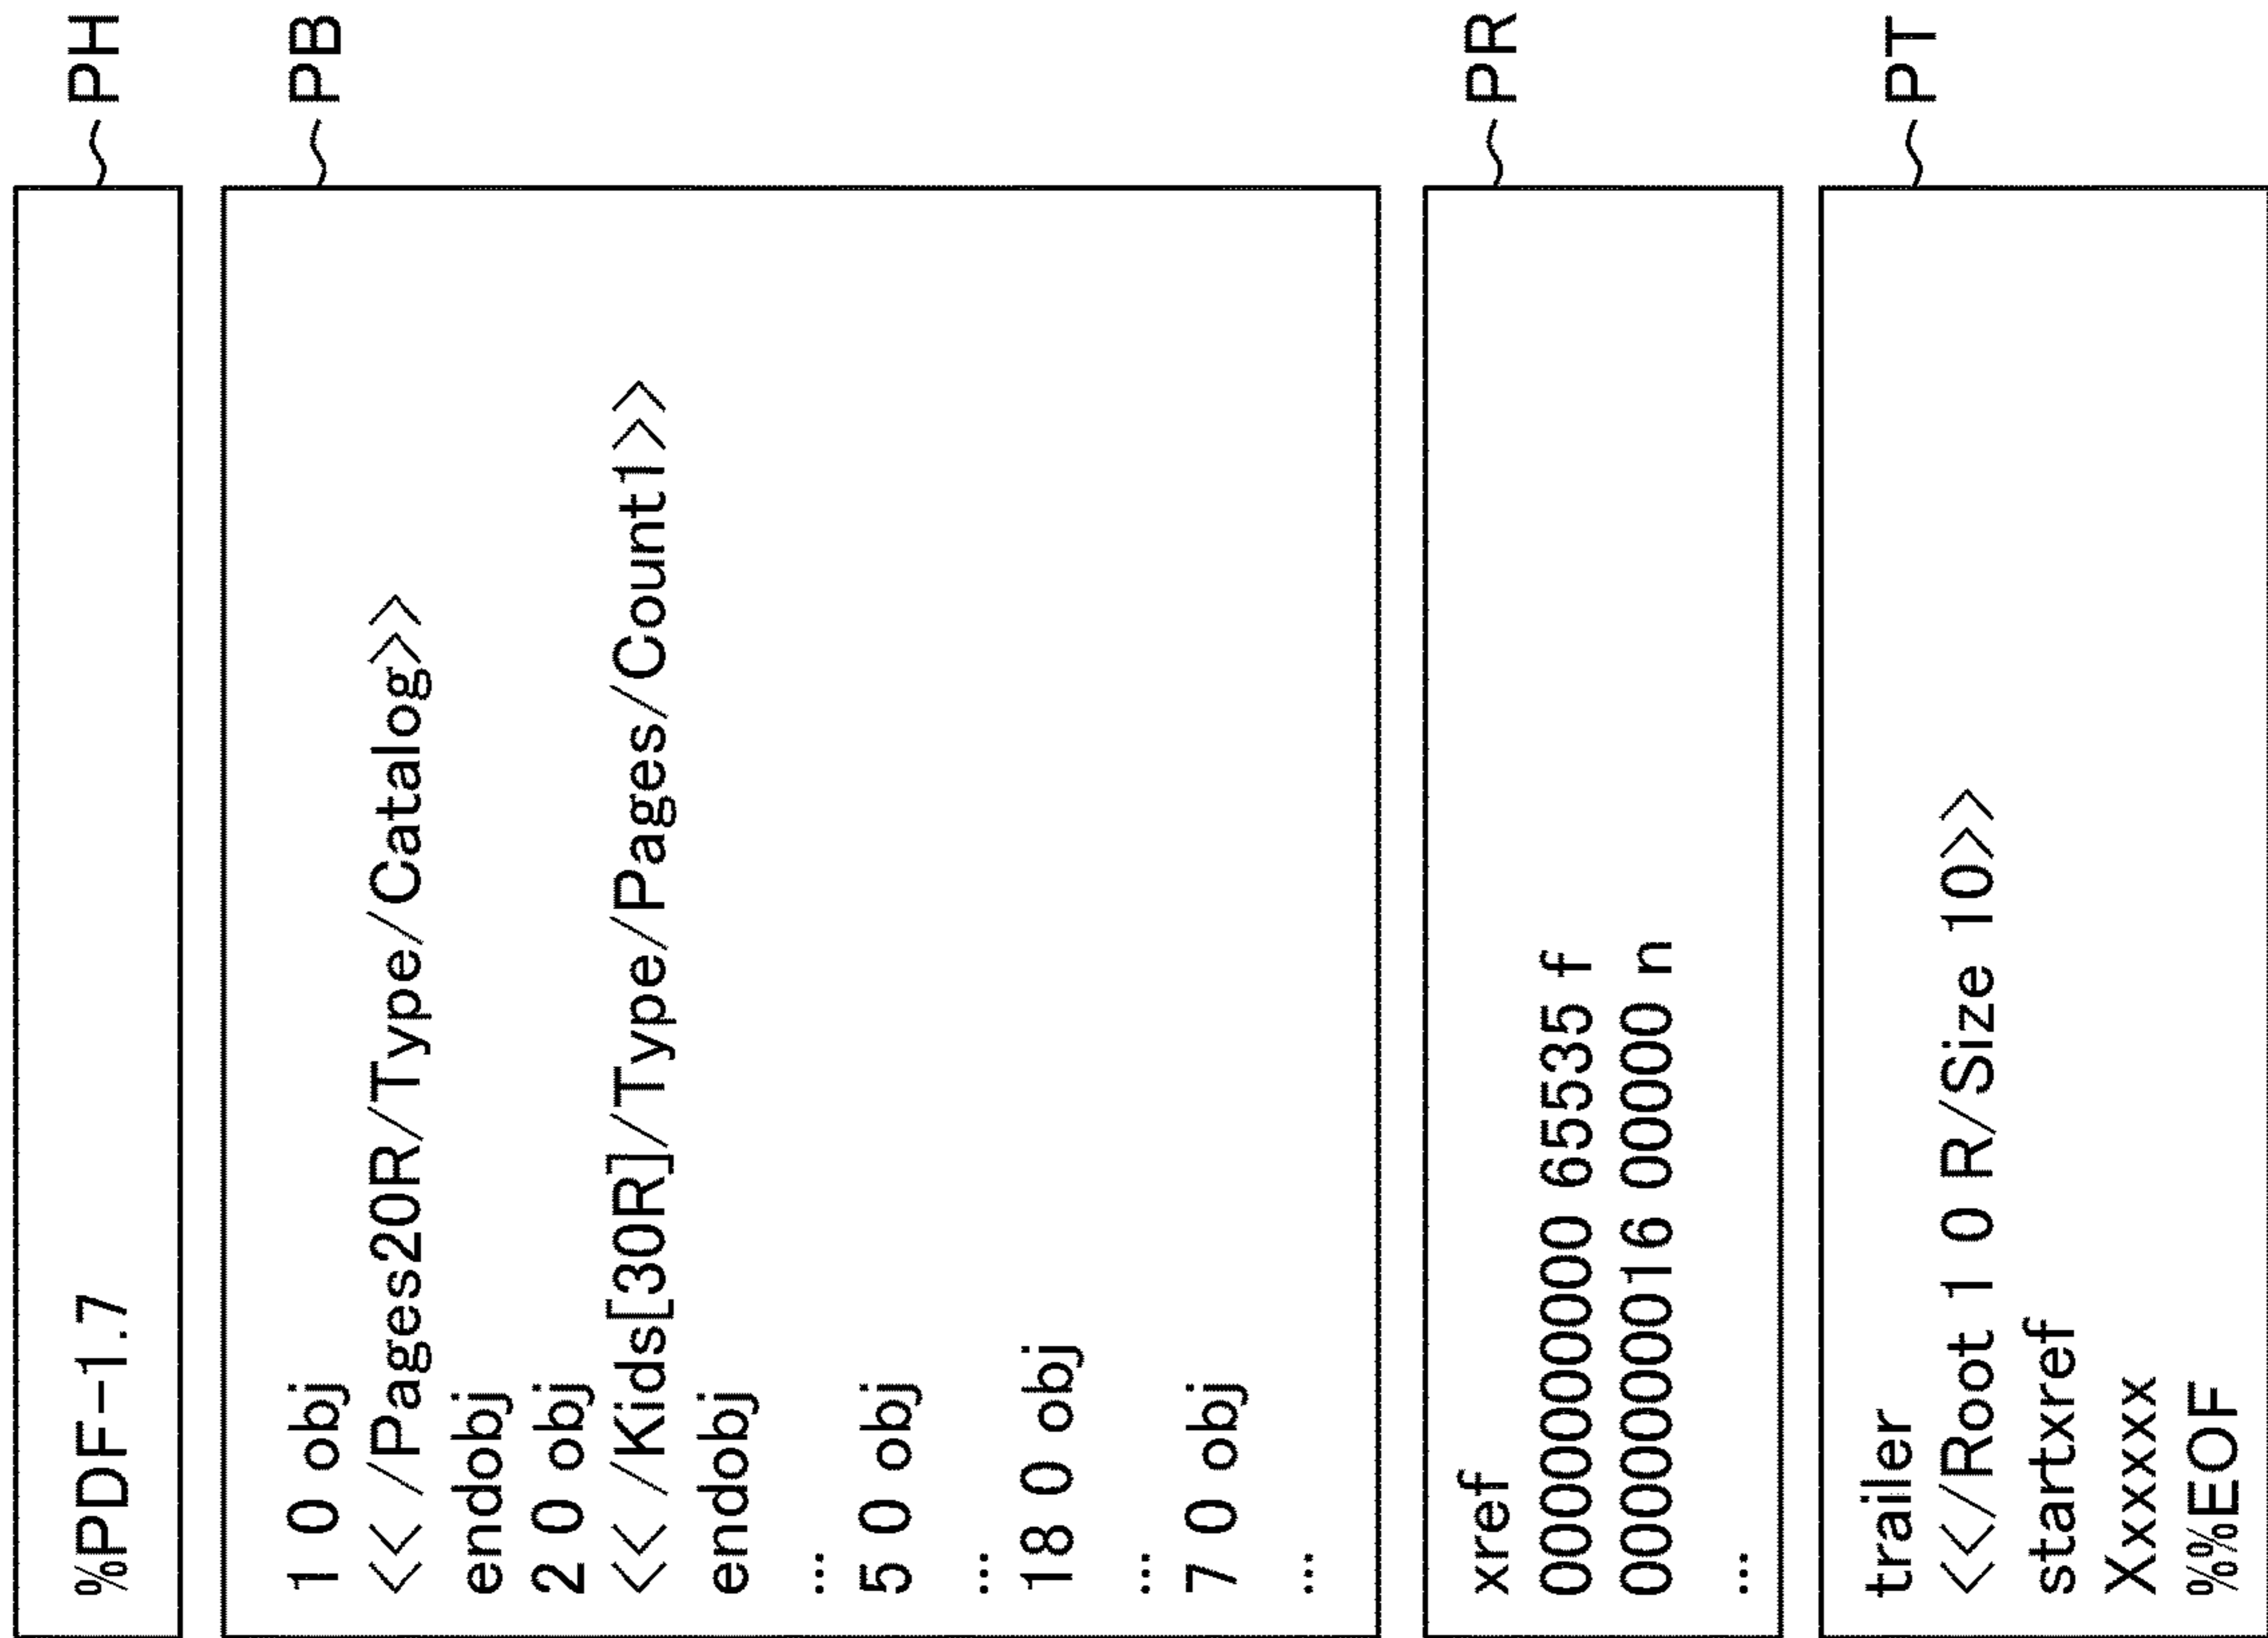 %PDF-1.7
PH
1 0 obj
<< /Pages20R/Type/Catalog>>
endobj
2 0 obj
<< /Kids[30R]/Type/Pages/Count1>>
endobj
...
5 0 obj
...
18 0 obj
...
7 0 obj
...
PB
xref
0000000000 65535 f
0000000016 00000 n
...
PR
trailer
<</Root 1 0 R/Size 10>>
startxref
Xxxxxx
%%EOF
PT